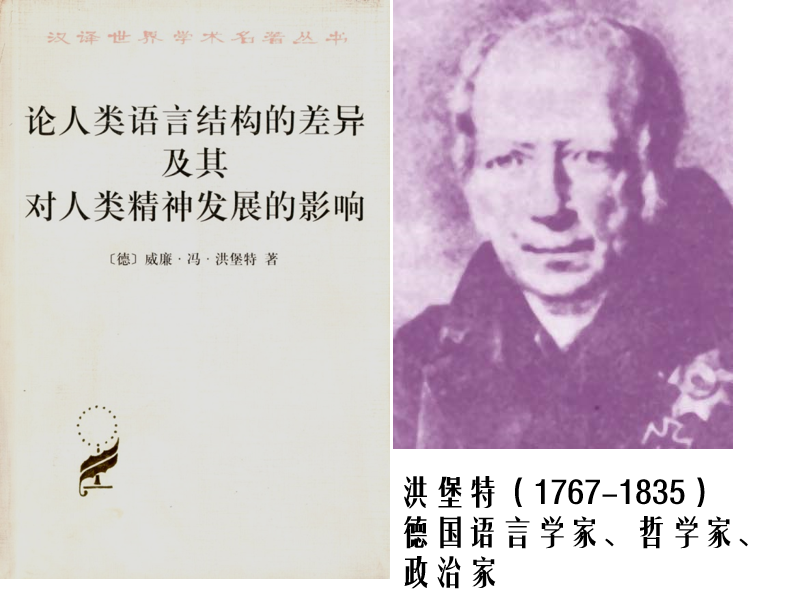 汉译世界学术名著丛书
论人类语言结构的差异
及其
对人类精神发展的影响
〔德〕威廉·冯·洪堡特 著
洪堡特（1767-1835）
德国语言学家、哲学家、
政治家